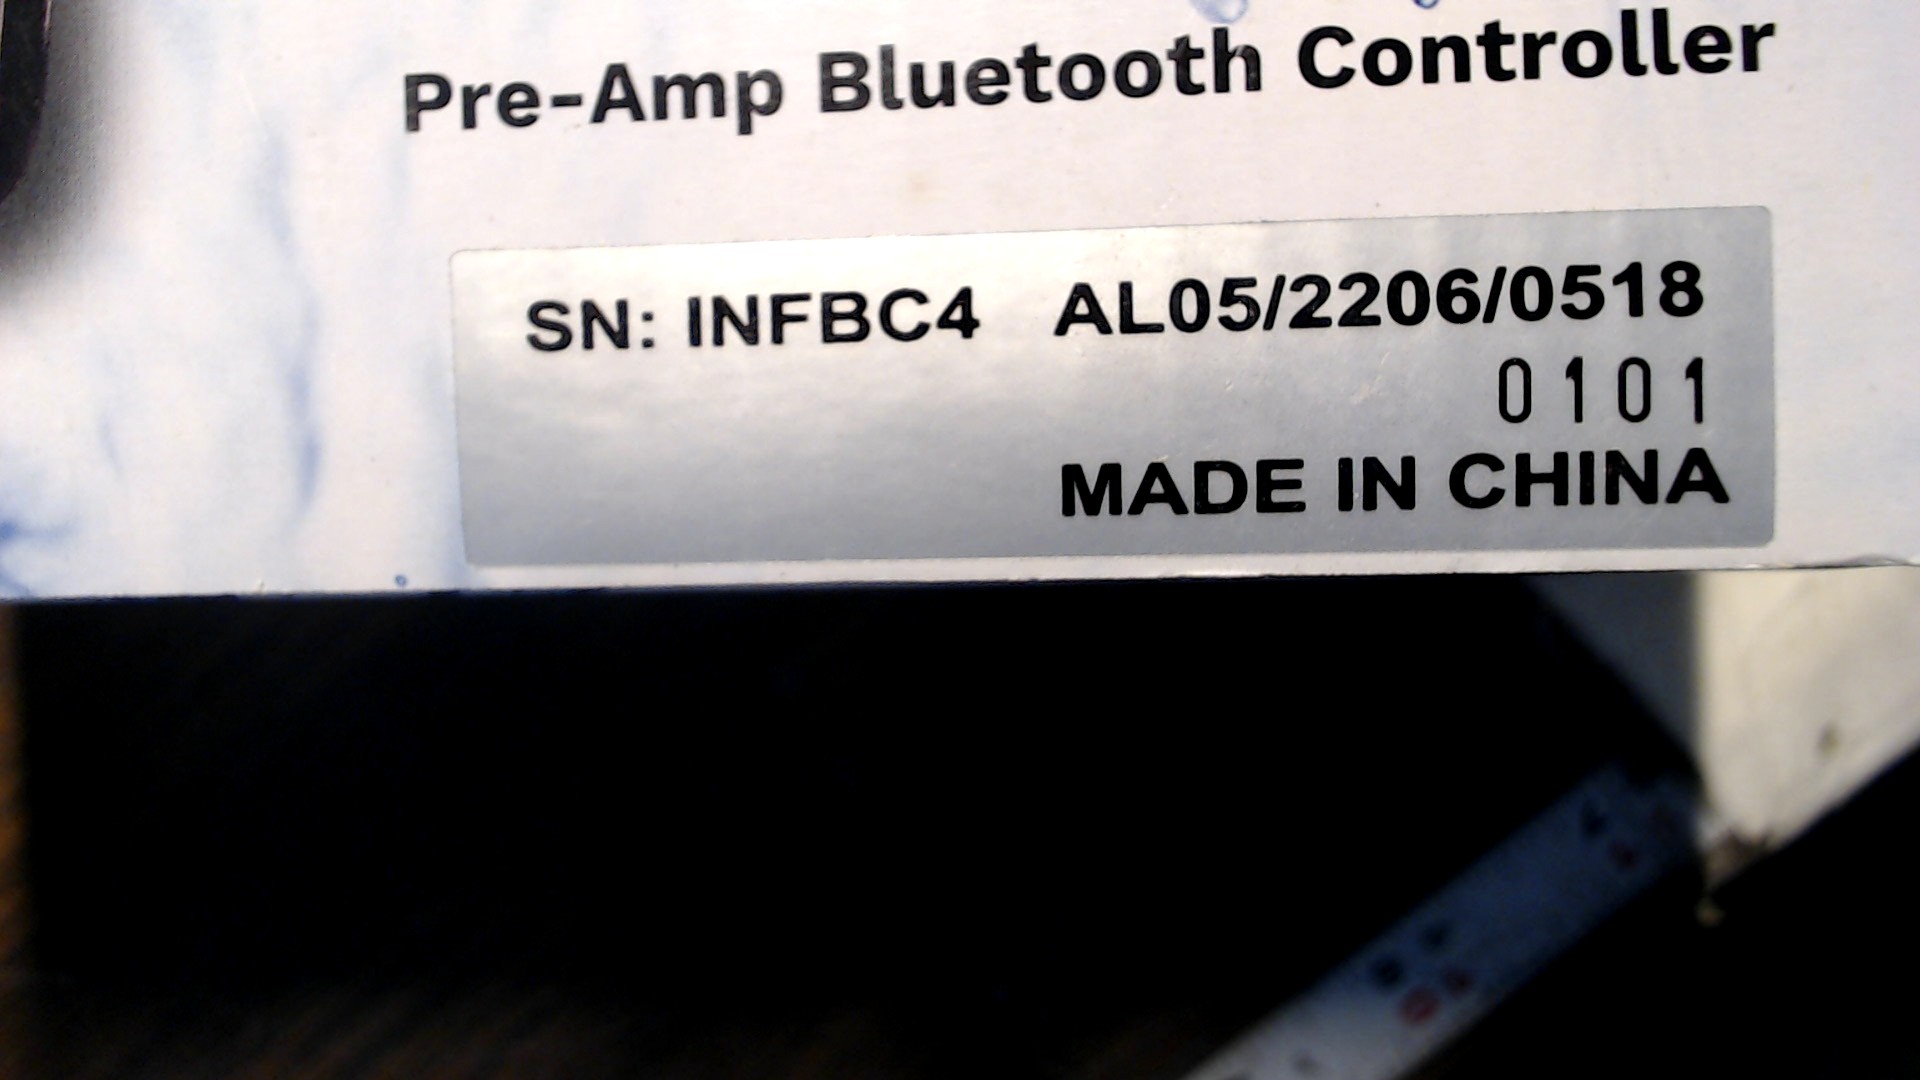 Pre-Amp Bluetooth Controller
SN: INFBC4 AL05/2206/0518
0101
MADE IN CHINA